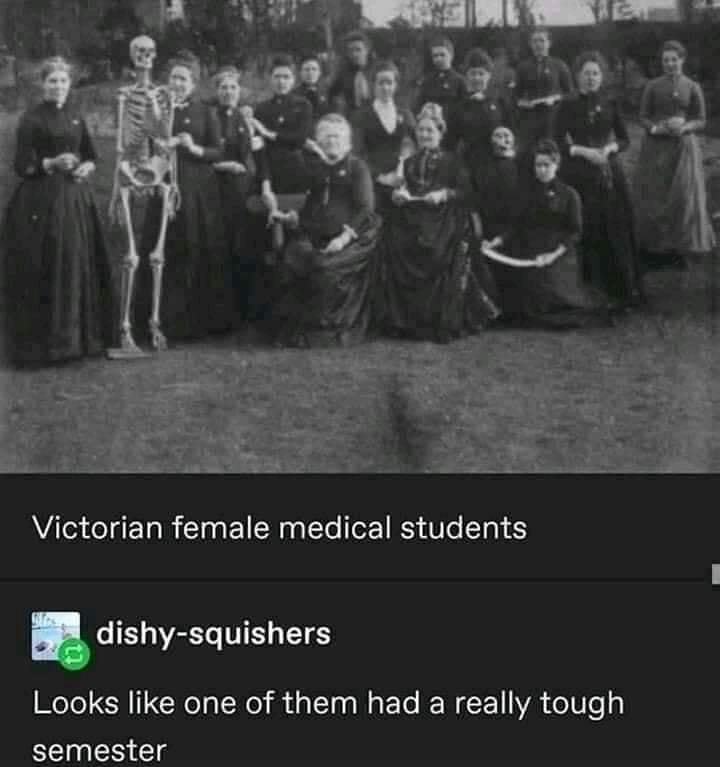 Victorian female medical students
dishy-squishers
Looks like one of them had a really tough
semester